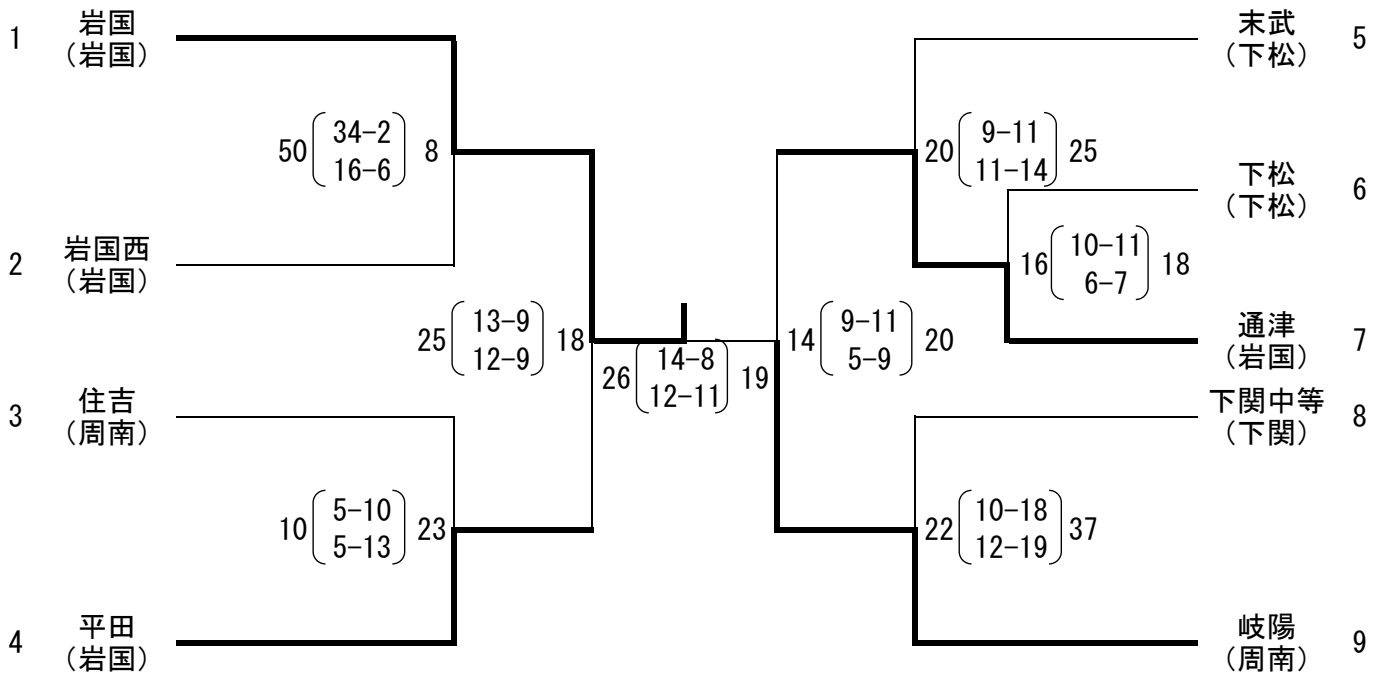 1 岩国
(岩国)
50 34-2 8
16-6
2 岩国西
(岩国)
25 13-9 18
12-9
3 住吉
(周南)
10 5-10 23
5-13
4 平田
(岩国)
26 14-8 19
12-11
末武 5
(下松)
20 9-11 25
11-14
下松 6
(下松)
16 10-11 18
6-7
通津 7
(岩国)
14 9-11 20
5-9
下関中等 8
(下関)
22 10-18 37
12-19
岐陽 9
(周南)